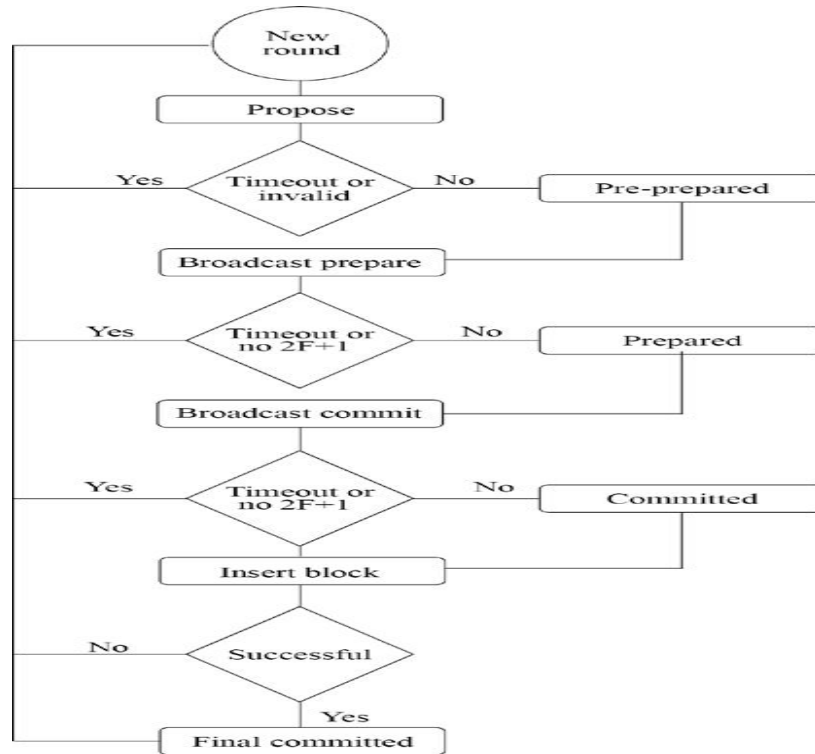 New
round
Propose
Yes
Timeout or
invalid
No
Pre-prepared
Broadcast prepare
Yes
Timeout or
no 2F+1
No
Prepared
Broadcast commit
Yes
Timeout or
no 2F+1
No
Committed
Insert block
No
Successful
Yes
Final committed